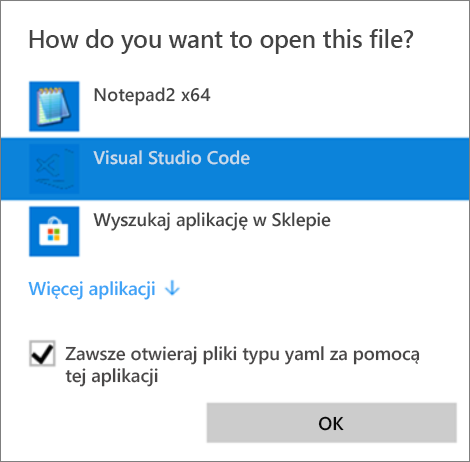 How do you want to open this file?
Notepad2 x64
Visual Studio Code
Wyszukaj aplikację w Sklepie
Więcej aplikacji
Zawsze otwieraj pliki typu yaml za pomocą
tej aplikacji
OK